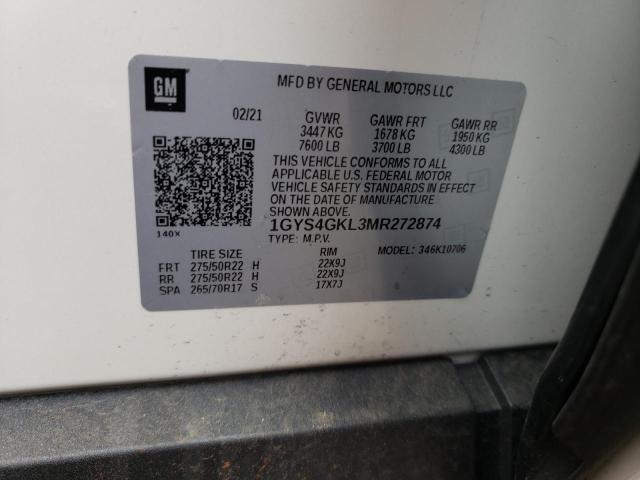 GM
MFD BY GENERAL MOTORS LLC
02/21 GVWR GAWR FRT GAWR RR
3447 KG 1678 KG 1950 KG
7600 LB 3700 LB 4300 LB
THIS VEHICLE CONFORMS TO ALL
APPLICABLE U.S. FEDERAL MOTOR
VEHICLE SAFETY STANDARDS IN EFFECT
ON THE DATE OF MANUFACTURE
SHOWN ABOVE.
1GYS4GKL3MR272874
140X
TYPE: M.P.V. MODEL: 346K10706
TIRE SIZE RIM
FRT 275/50R22 H 22X9J
RR 275/50R22 H 22X9J
SPA 265/70R17 S 17X7J